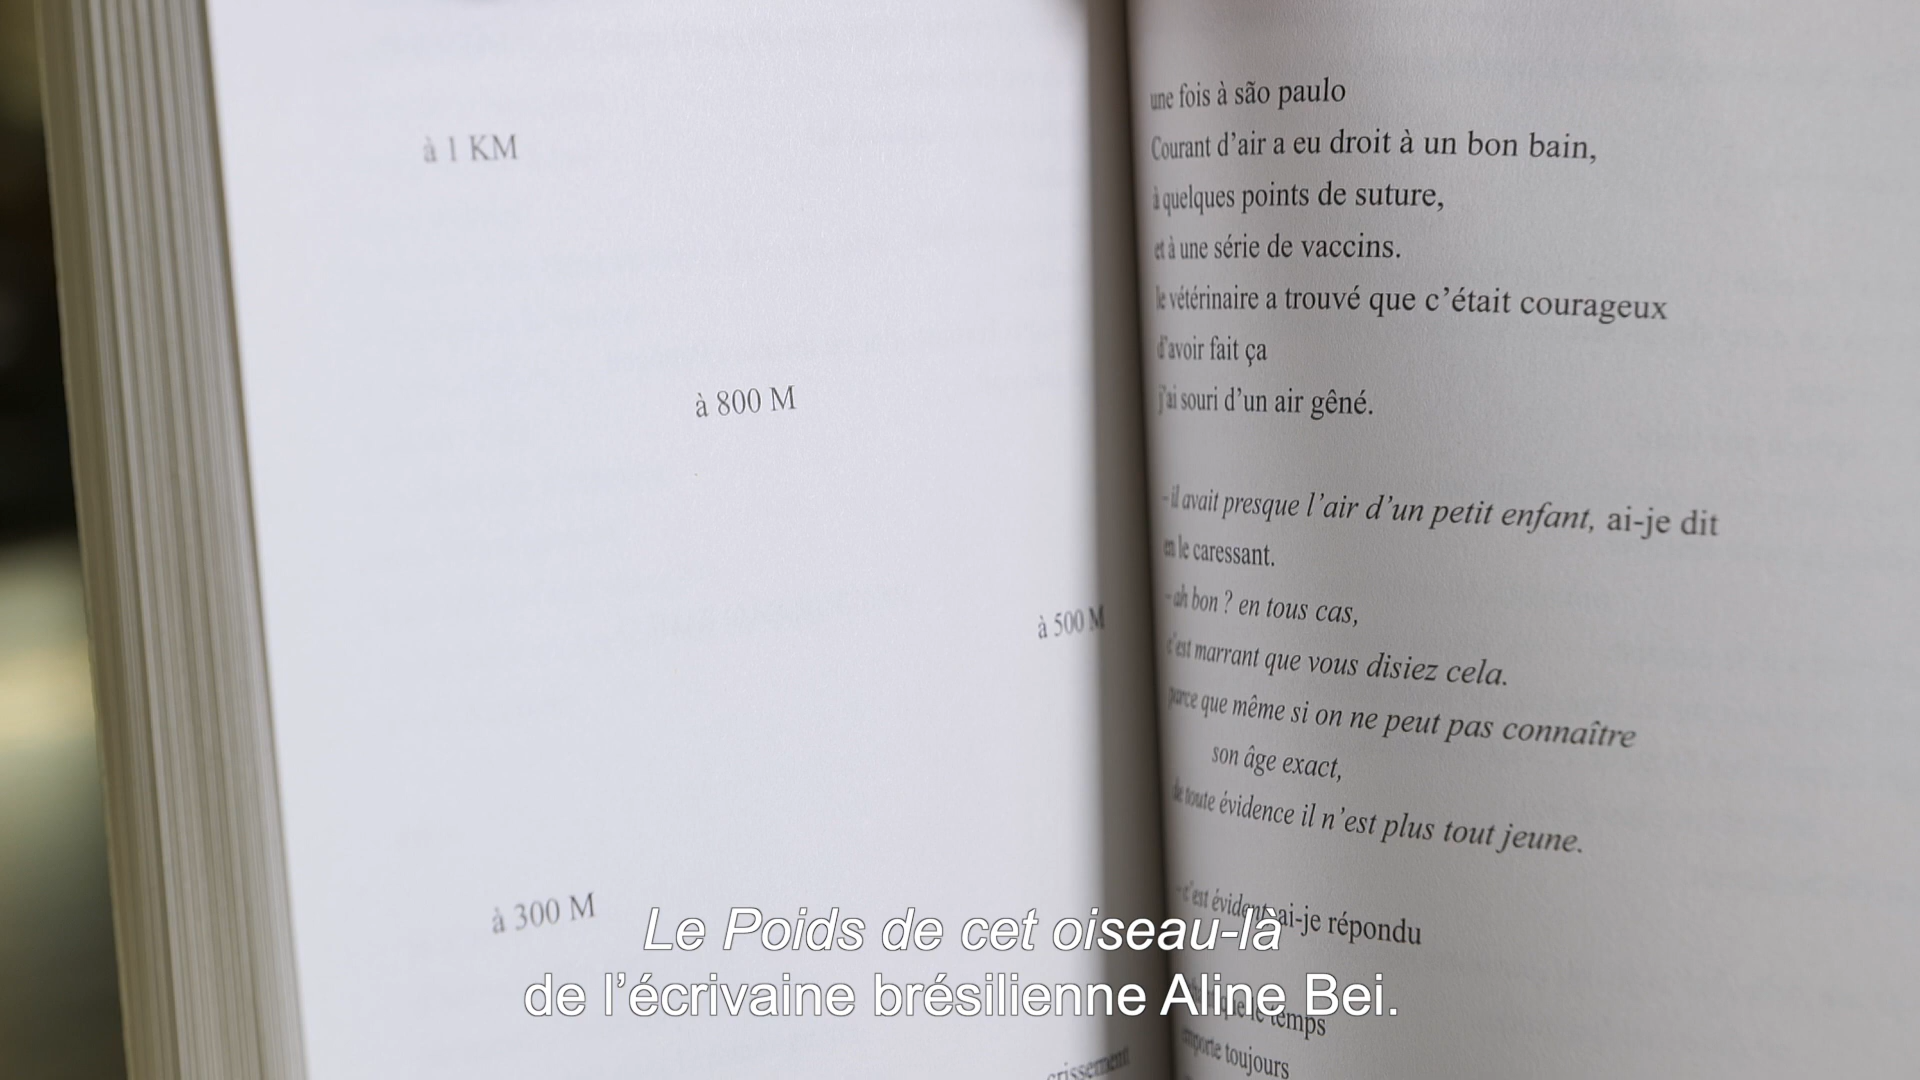 à 1 KM
à 800 M
à 500 M
à 300 M
crissement
une fois à são paulo
Courant d'air a eu droit à un bon bain,
à quelques points de suture,
et à une série de vaccins.
le vétérinaire a trouvé que c'était courageux
d'avoir fait ça
j'ai souri d'un air gêné.
- il avait presque l'air d'un petit enfant, ai-je dit
en le caressant.
- ah bon ? en tous cas,
c'est marrant que vous disiez cela.
parce que même si on ne peut pas connaître
son âge exact,
de toute évidence il n'est plus tout jeune.
- c'est évident, ai-je répondu
le temps
emporte toujours
Le Poids de cet oiseau-là
de l'écrivaine brésilienne Aline Bei.